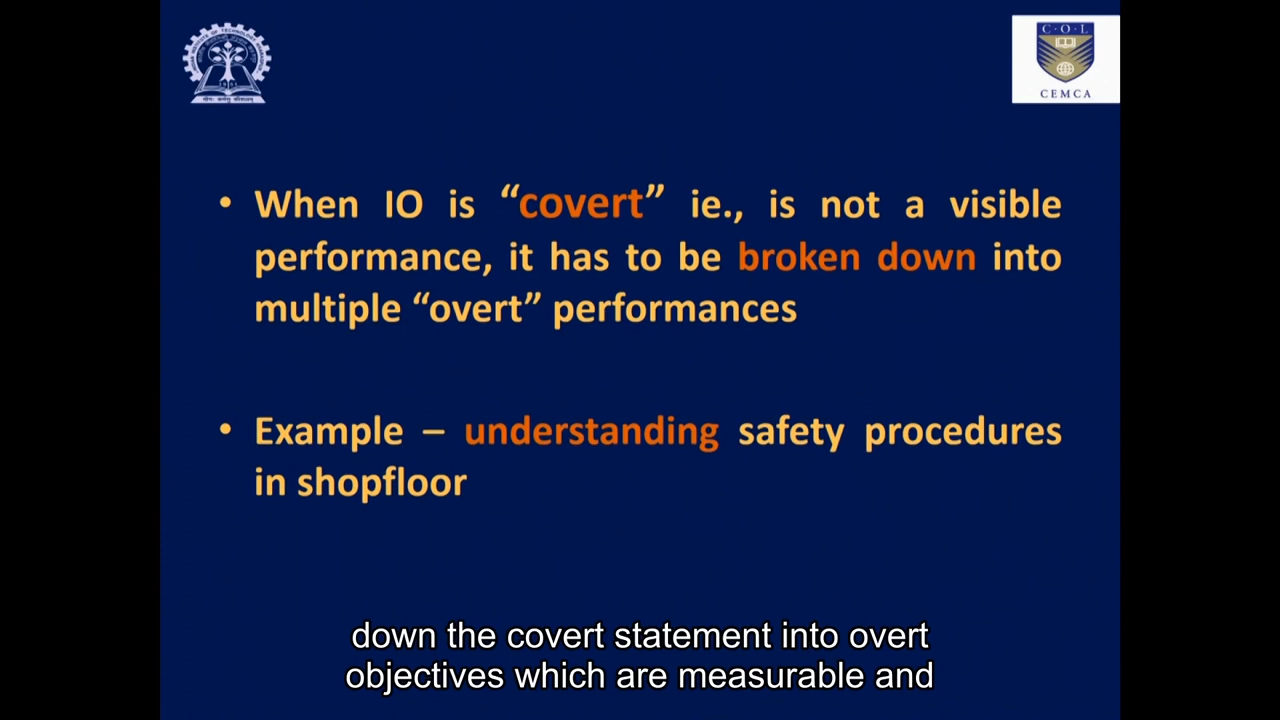 C·O·L
CEMCA
• When IO is “covert” ie., is not a visible
performance, it has to be broken down into
multiple “overt” performances
• Example – understanding safety procedures
in shopfloor
down the covert statement into overt
objectives which are measurable and